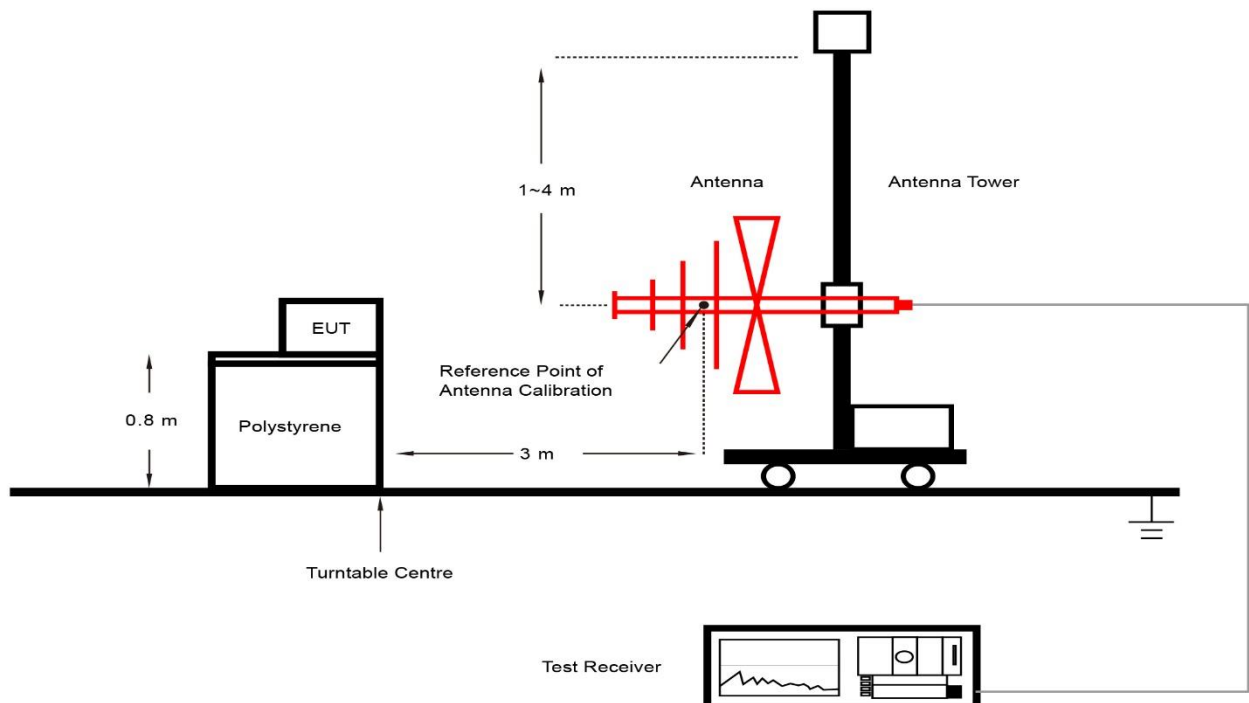 1~4 m
Antenna
Antenna Tower
EUT
Reference Point of
Antenna Calibration
0.8 m
Polystyrene
3 m
Turntable Centre
Test Receiver